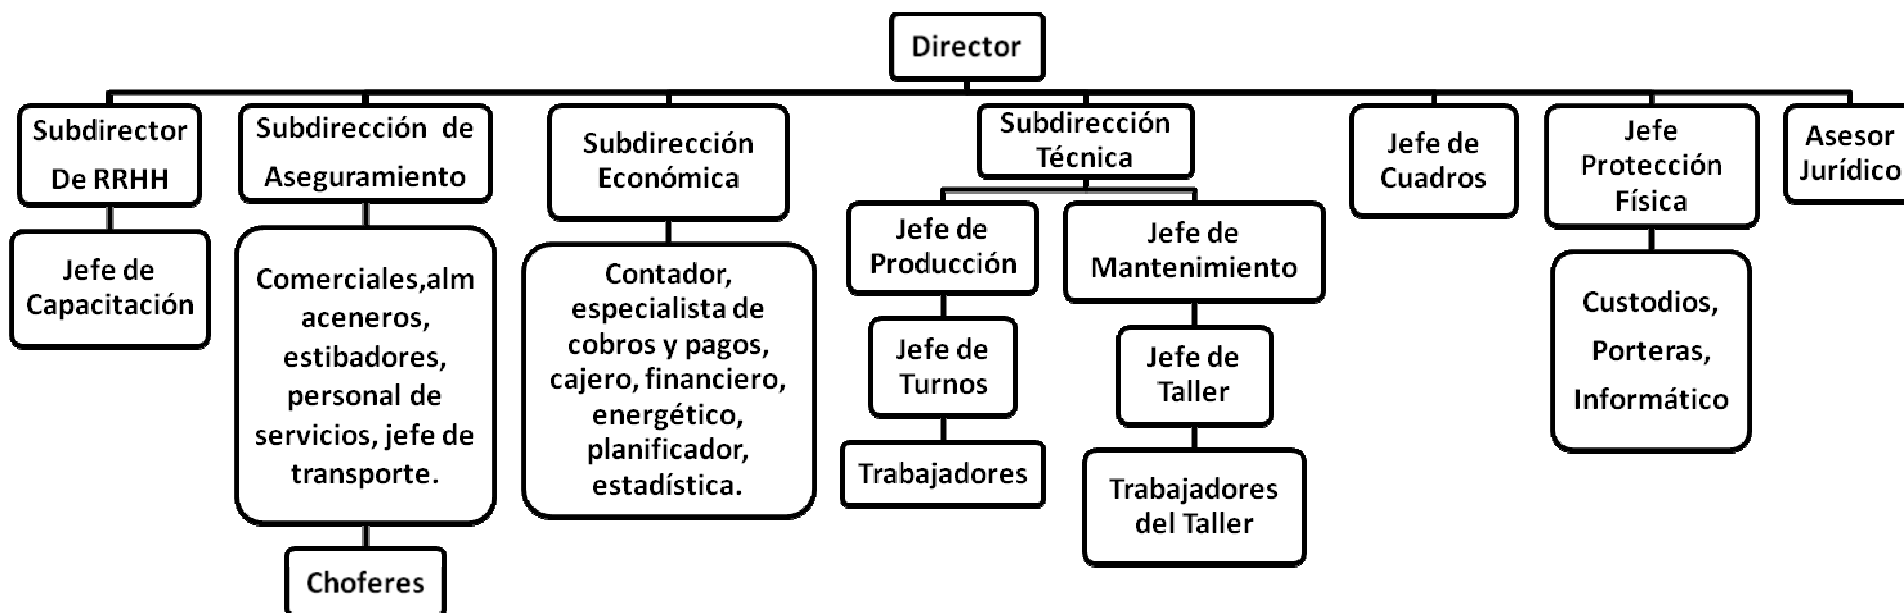 Director
Subdirector
De RRHH
Jefe de
Capacitación
Subdirección de
Aseguramiento
Comerciales,alm
aceneros,
estibadores,
personal de
servicios, jefe de
transporte.
Choferes
Subdirección
Económica
Contador,
especialista de
cobros y pagos,
cajero, financiero,
energético,
planificador,
estadística.
Subdirección
Técnica
Jefe de
Producción
Jefe de
Turnos
Trabajadores
Jefe de
Mantenimiento
Jefe de
Taller
Trabajadores
del Taller
Jefe de
Cuadros
Jefe
Protección
Física
Custodios,
Porteras,
Informático
Asesor
Jurídico